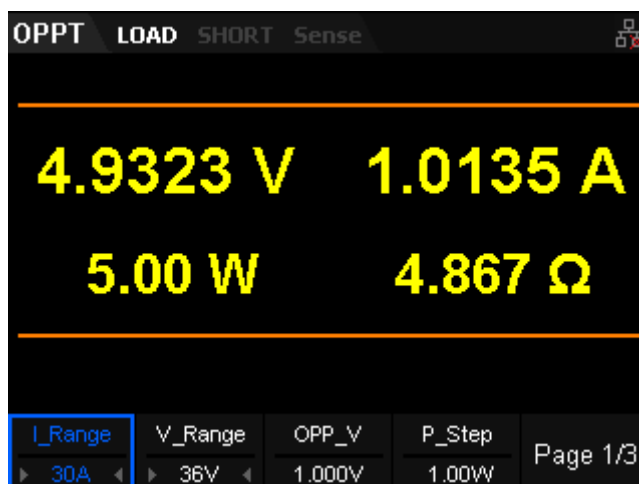 OPPT LOAD SHORT Sense
4.9323 V 1.0135 A
5.00 W 4.867 Ω
I_Range V_Range OPP_V P_Step Page 1/3
30A 36V 1.000V 1.00W